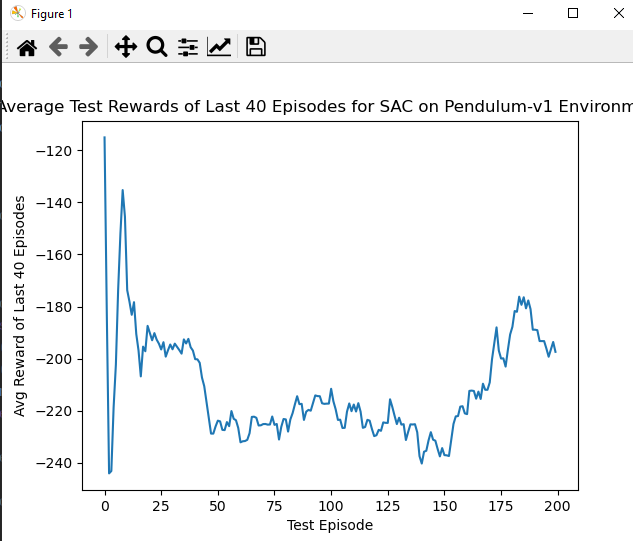 Figure 1
Average Test Rewards of Last 40 Episodes for SAC on Pendulum-v1 Environm
−120
−140
−160
−180
−200
−220
−240
Avg Reward of Last 40 Episodes
0 25 50 75 100 125 150 175 200
Test Episode